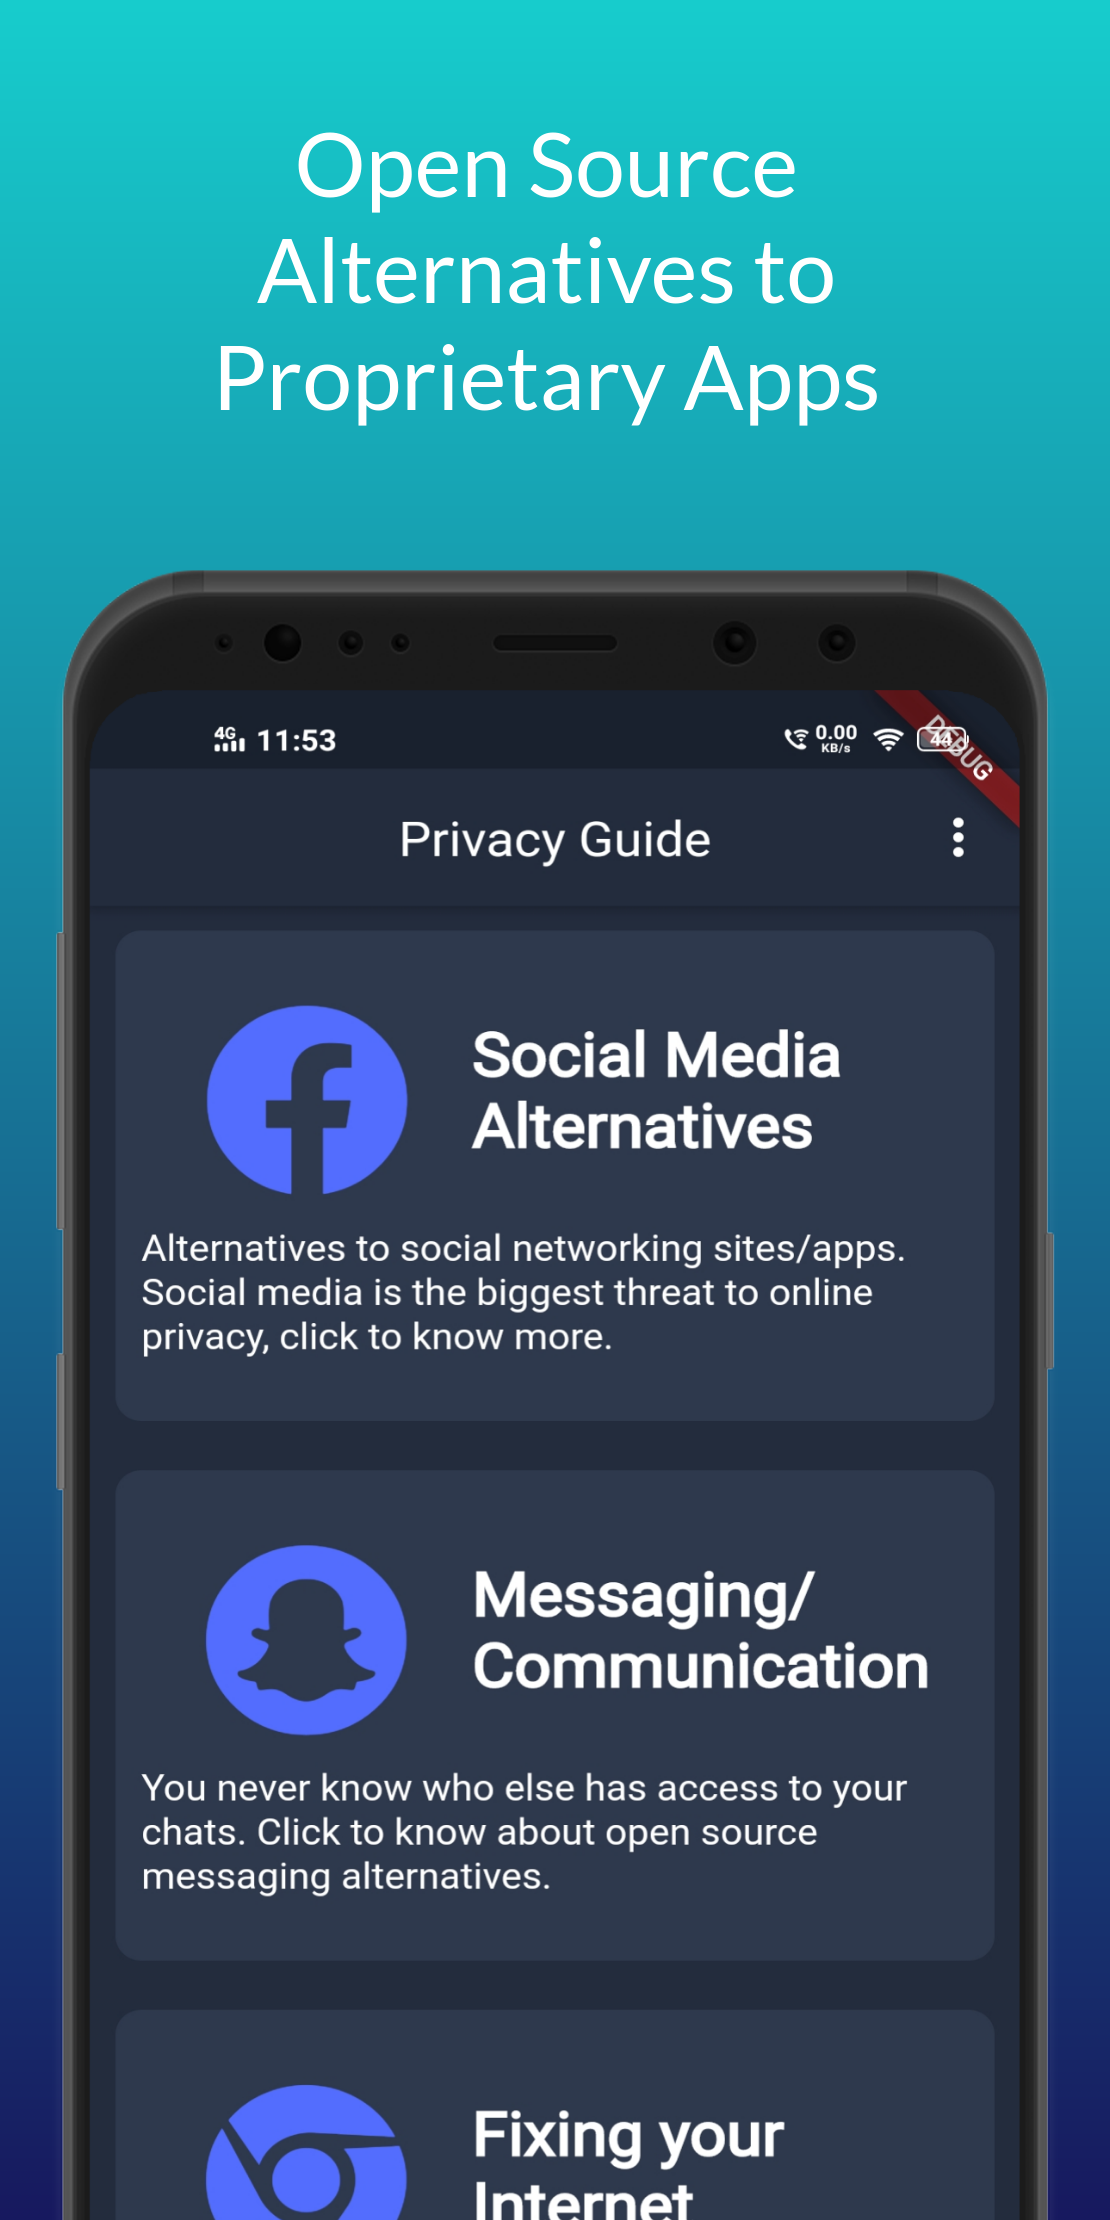 Open Source
Alternatives to
Proprietary Apps
4G 11:53
0.00
KB/s
44
DEBUG
Privacy Guide
Social Media
Alternatives
Alternatives to social networking sites/apps.
Social media is the biggest threat to online
privacy, click to know more.
Messaging/
Communication
You never know who else has access to your
chats. Click to know about open source
messaging alternatives.
Fixing your
Internet